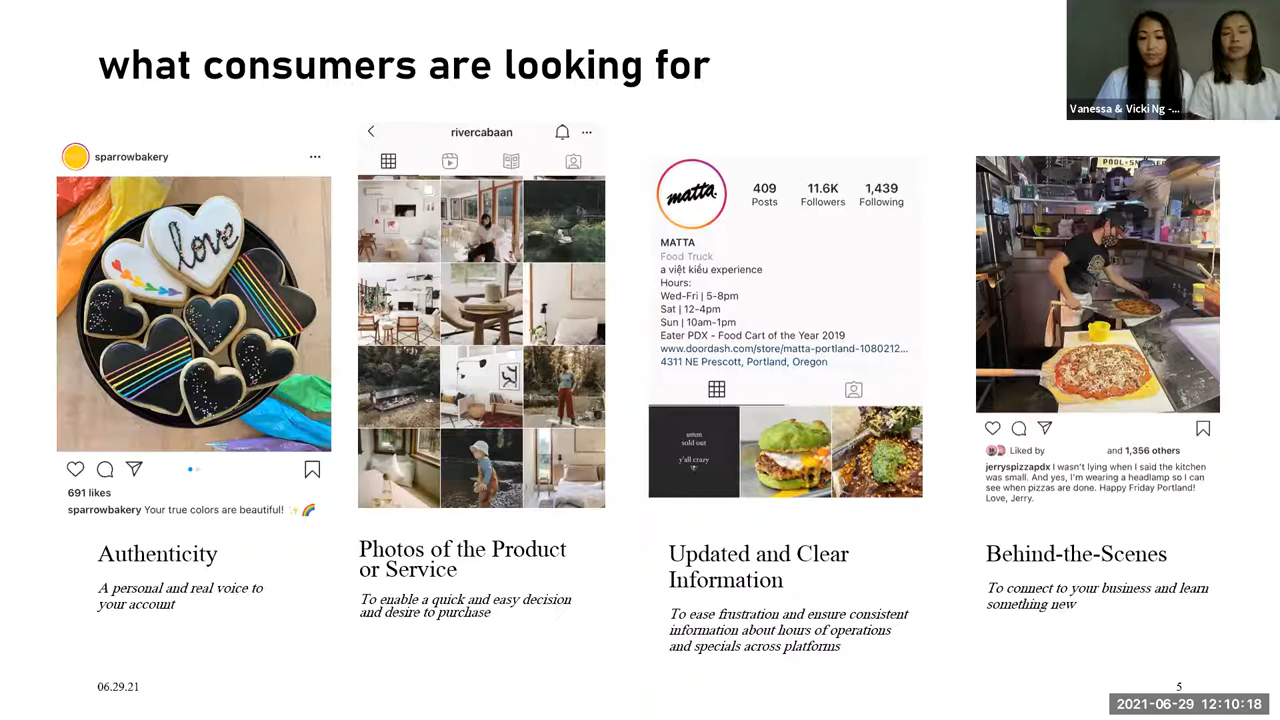 what consumers are looking for
Vanessa & Vicki Ng -...
sparrowbakery
love
691 likes
sparrowbakery Your true colors are beautiful! ✨🌈
Authenticity
A personal and real voice to
your account
rivercabaan
Photos of the Product
or Service
To enable a quick and easy decision
and desire to purchase
matta.
409
Posts
11.6K
Followers
1,439
Following
MATTA
Food Truck
a việt kiều experience
Hours:
Wed-Fri | 5-8pm
Sat | 12-4pm
Sun | 10am-1pm
Eater PDX - Food Cart of the Year 2019
www.doordash.com/store/matta-portland-1080212...
4311 NE Prescott, Portland, Oregon
umm
sold out
y'all crazy
Updated and Clear
Information
To ease frustration and ensure consistent
information about hours of operations
and specials across platforms
Liked by and 1,356 others
jerryspizzapdx I wasn't lying when I said the kitchen
was small. And yes, I'm wearing a headlamp so I can
see when pizzas are done. Happy Friday Portland!
Love, Jerry.
Behind-the-Scenes
To connect to your business and learn
something new
06.29.21
5
2021-06-29 12:10:18